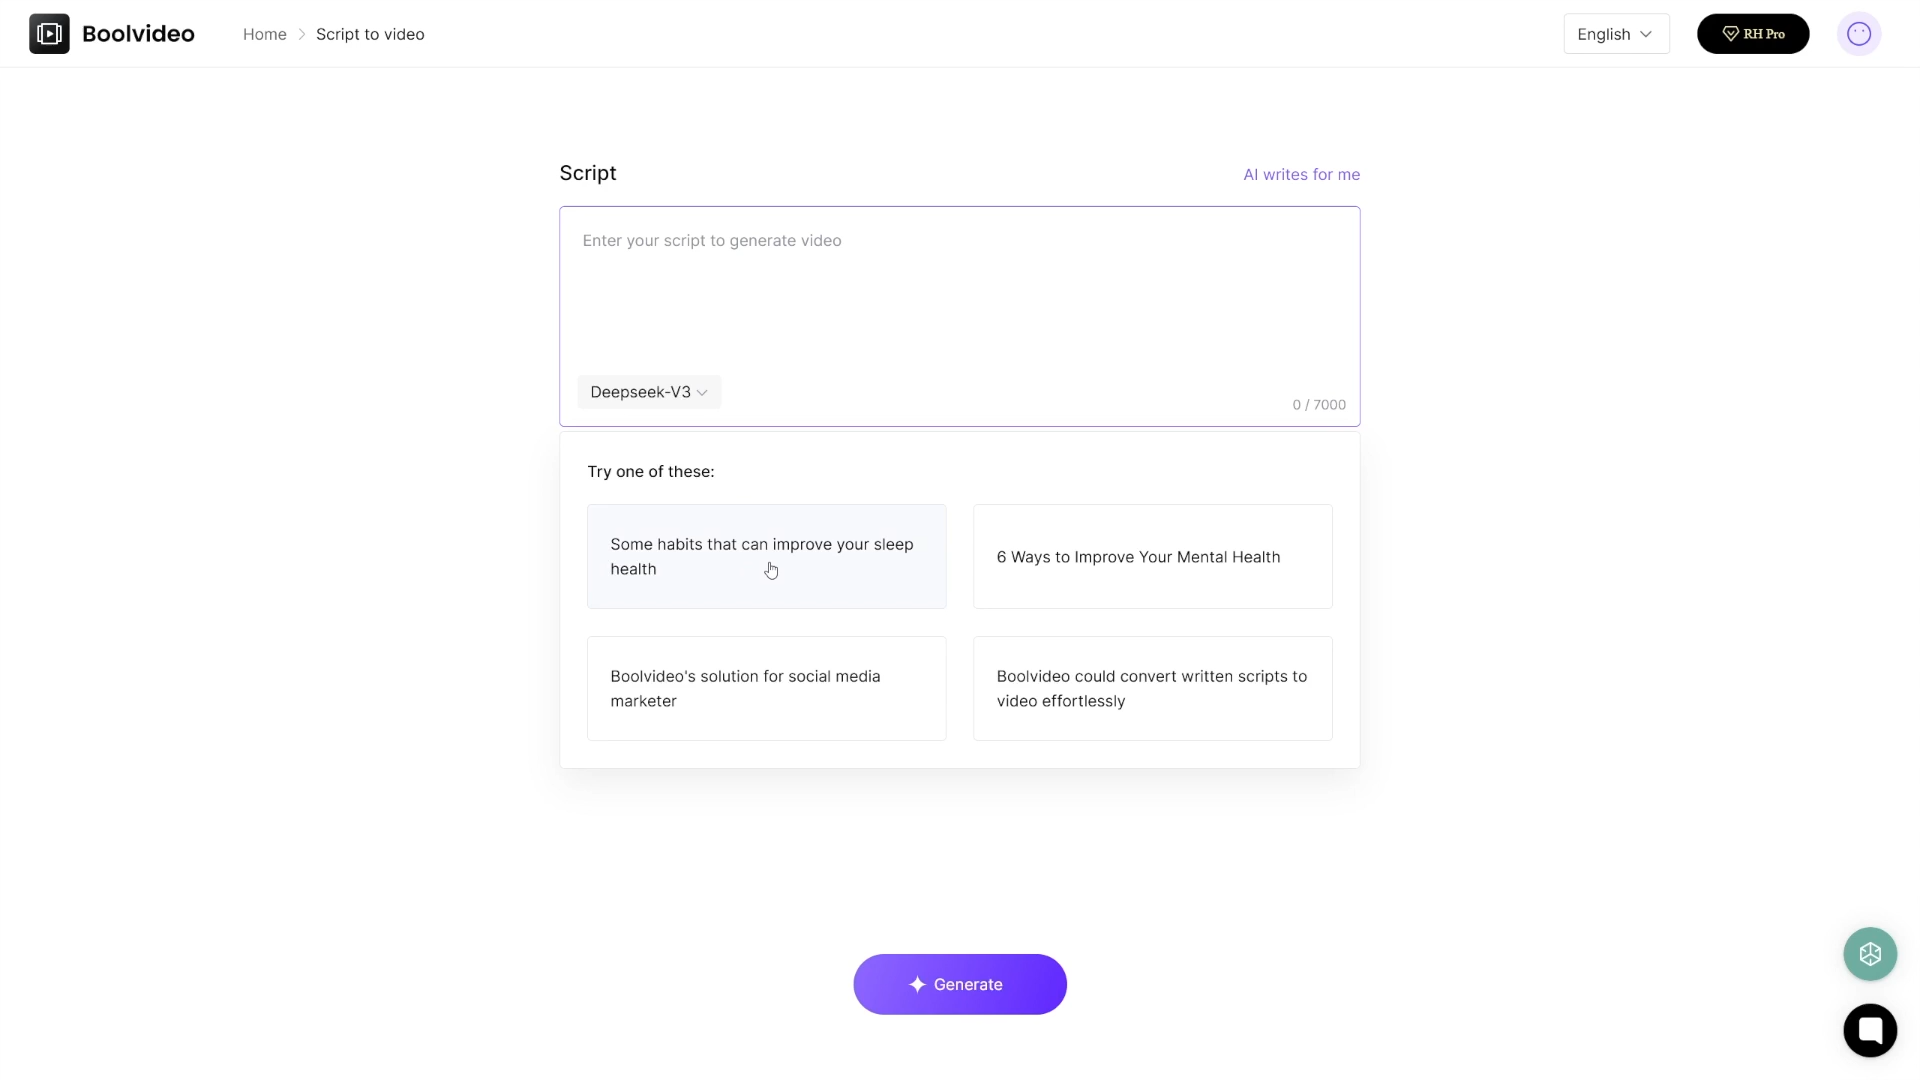 Boolvideo
Home
Script to video
English
RH Pro
Script
AI writes for me
Enter your script to generate video
Deepseek-V3
0 / 7000
Try one of these:
Some habits that can improve your sleep
health
6 Ways to Improve Your Mental Health
Boolvideo's solution for social media
marketer
Boolvideo could convert written scripts to
video effortlessly
Generate